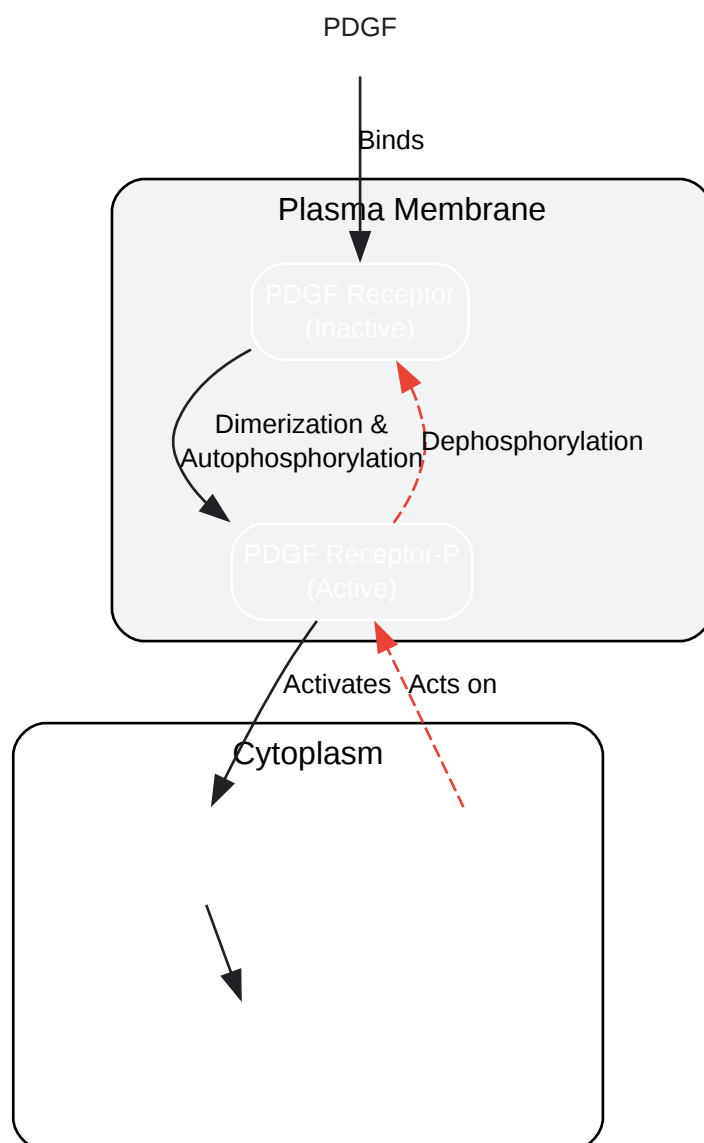 PDGF
Binds
Plasma Membrane
PDGF Receptor
(Inactive)
Dimerization &
Autophosphorylation
Dephosphorylation
PDGF Receptor-P
(Active)
Activates
Acts on
Cytoplasm